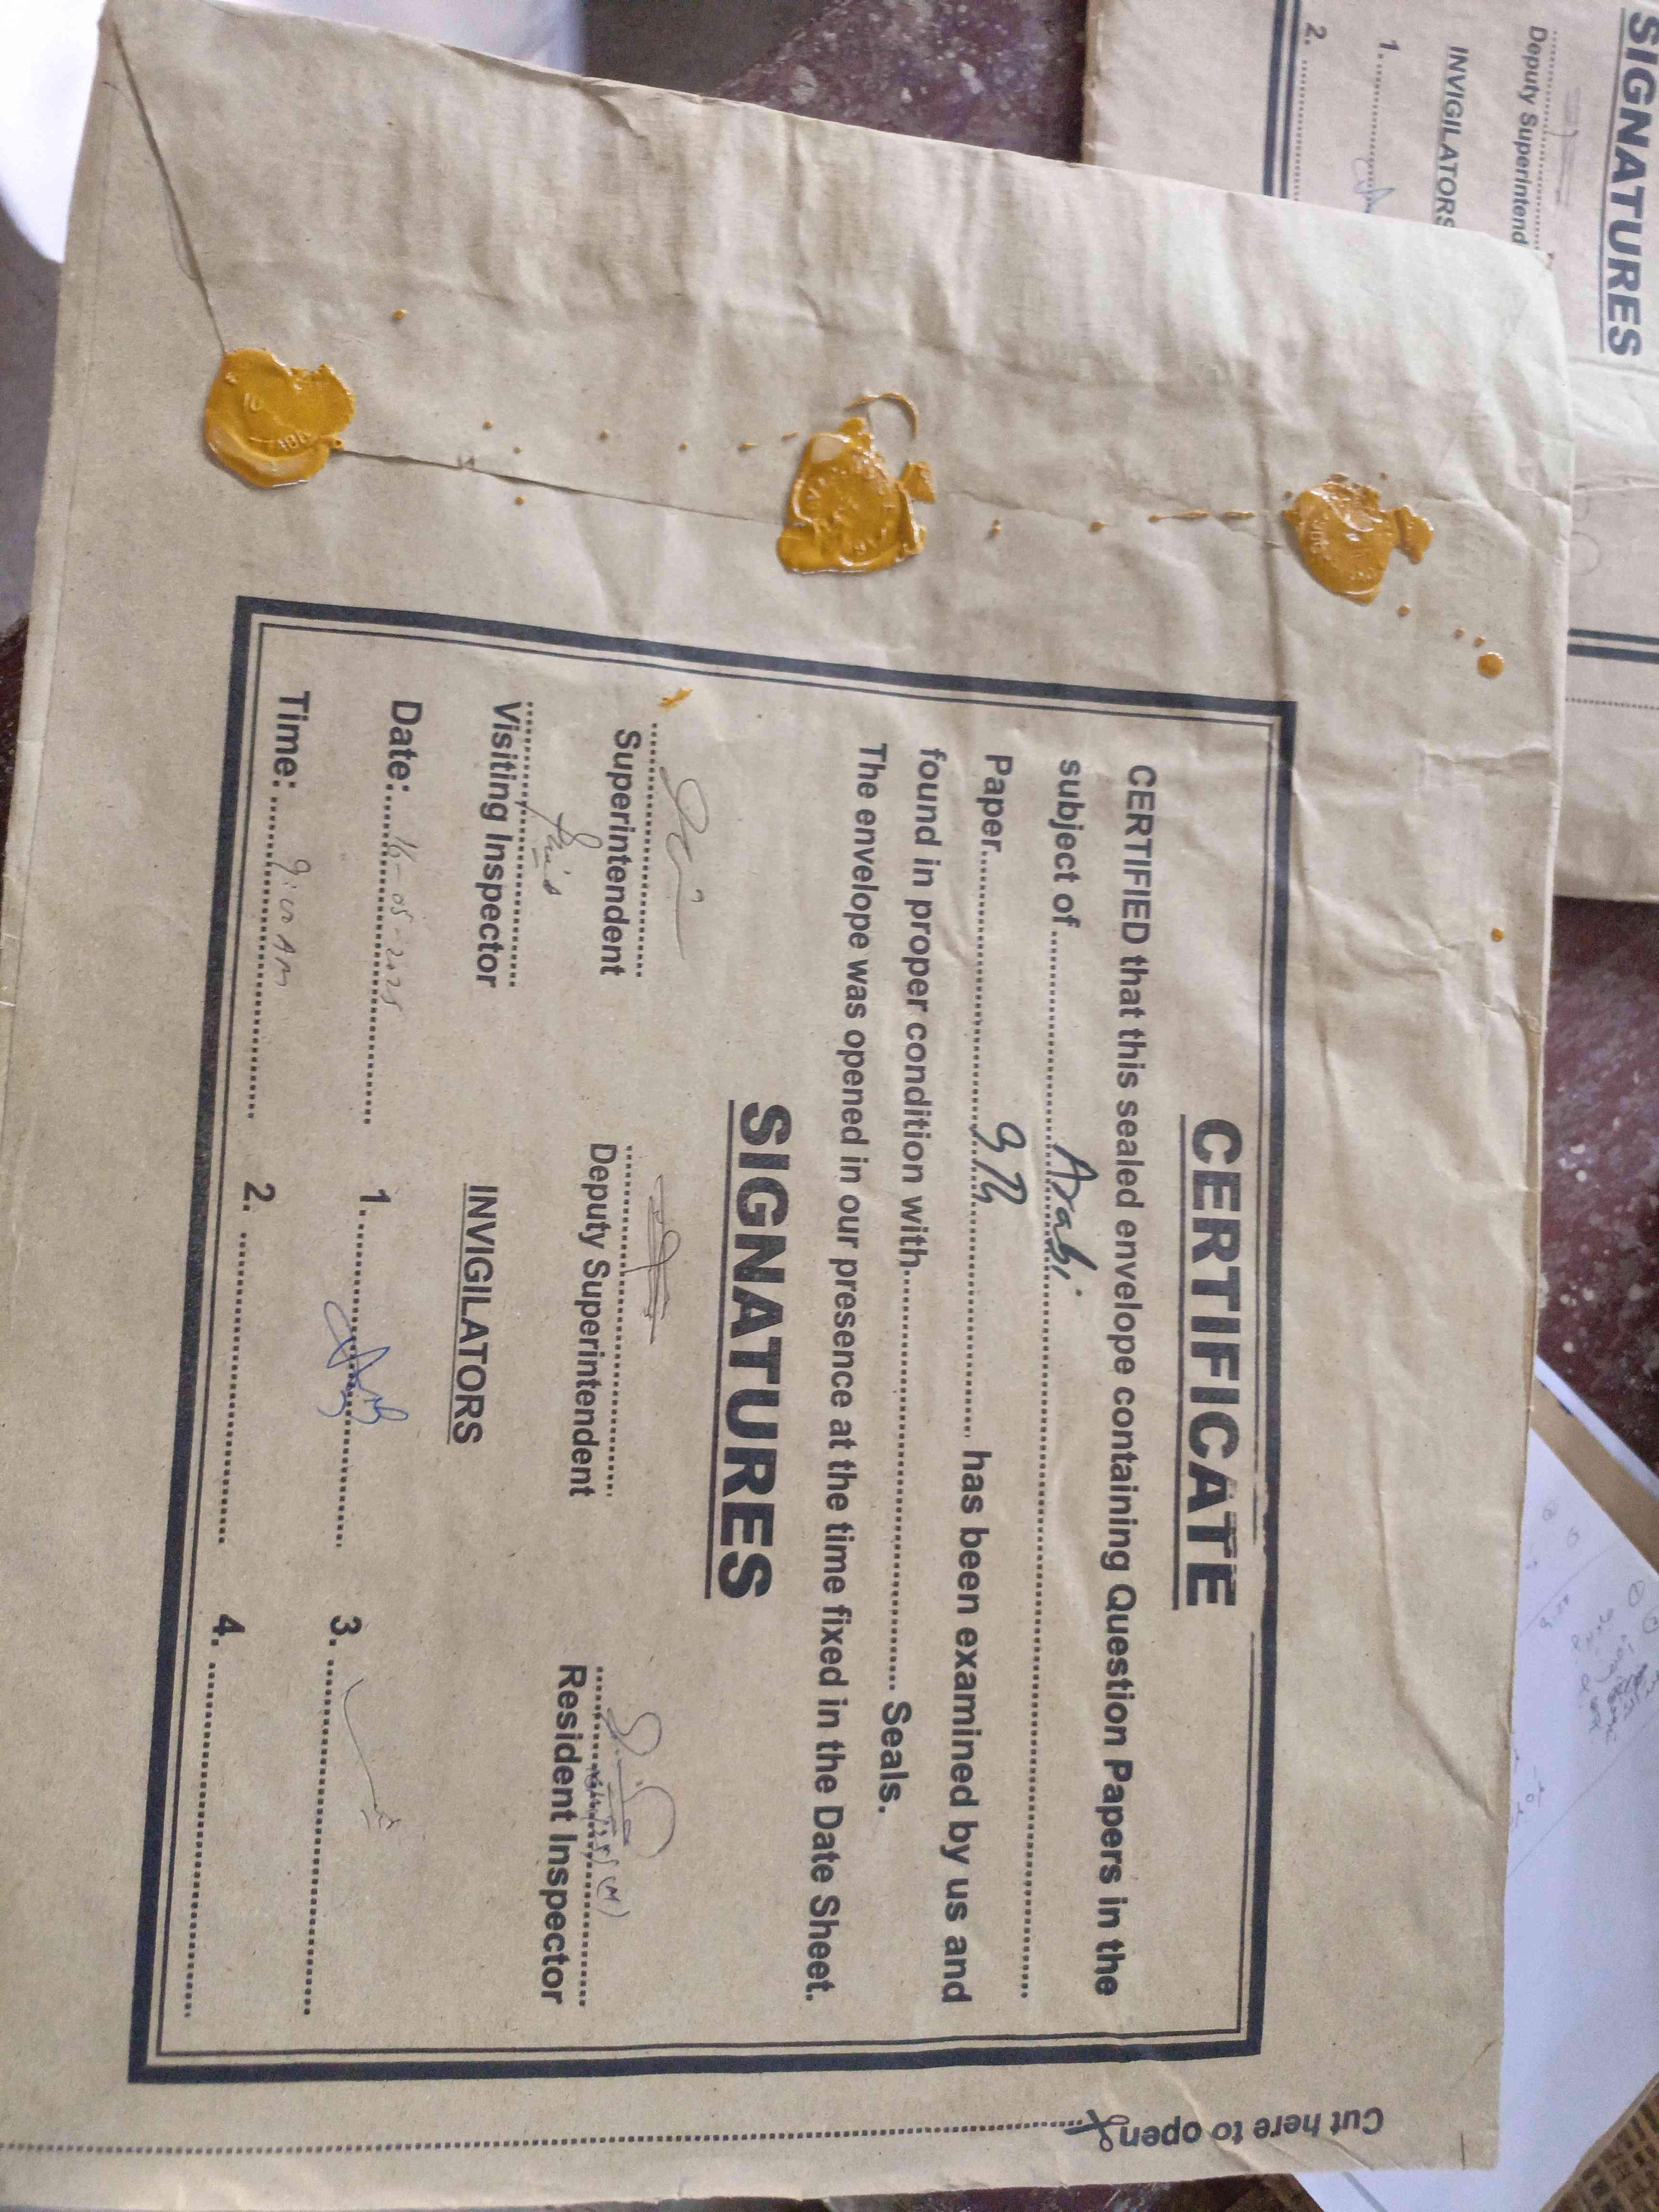 CERTIFICATE
CERTIFIED that this sealed envelope containing Question Papers in the
subject of.......... Arabi. ..........
Paper.......... 9Th .......... has been examined by us and
found in proper condition with.................... Seals.
The envelope was opened in our presence at the time fixed in the Date Sheet.
SIGNATURES
Superintendent Deputy Superintendent Resident Inspector
Visiting Inspector INVIGILATORS
Date:..... 16-05-2025 1. .......... 3. ..........
Time: .......... AM 2. .......... 4. ..........
Cut here to open
SIGNATURES
Deputy Superintend
INVIGILATORS
1.
2.